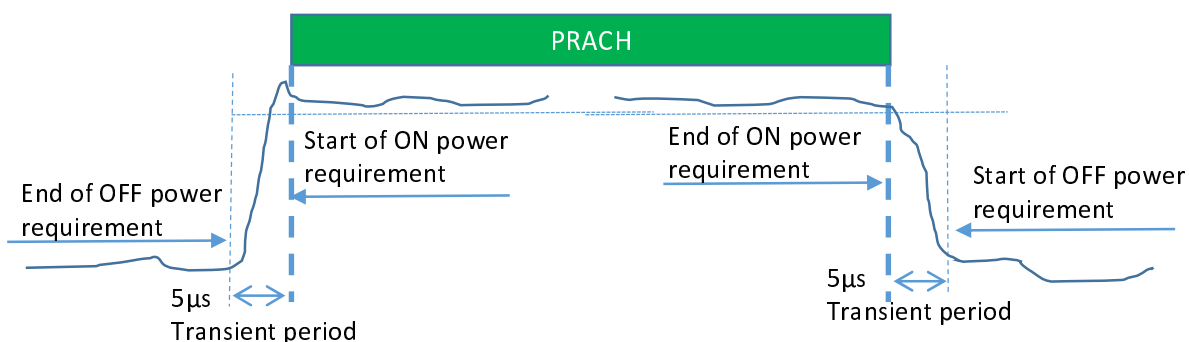 PRACH
Start of ON power
requirement
End of ON power
requirement
End of OFF power
requirement
Start of OFF power
requirement
5µs
Transient period
5µs
Transient period